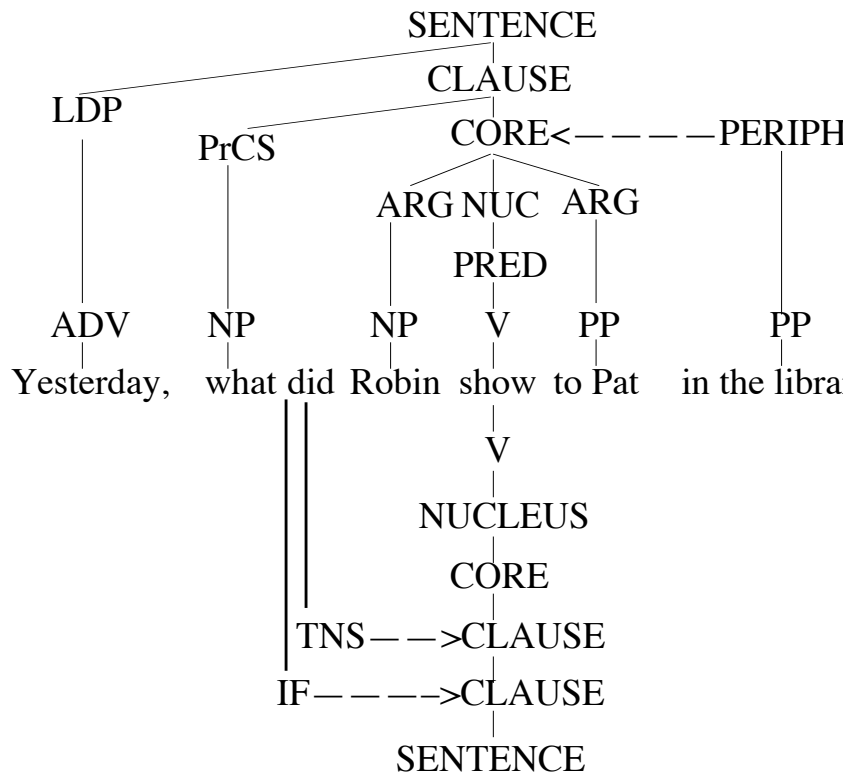 SENTENCE
CLAUSE
LDP
PrCS CORE<————PERIPH
ARG NUC ARG
PRED
ADV NP NP V PP PP
Yesterday, what did Robin show to Pat in the
V
NUCLEUS
CORE
TNS——>CLAUSE
IF————>CLAUSE
SENTENCE